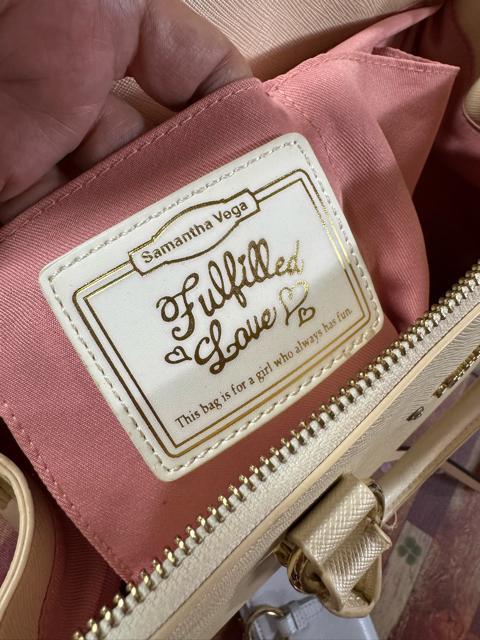 Samantha Vega
Fulfilled
Love
This bag is for a girl who always has fun.